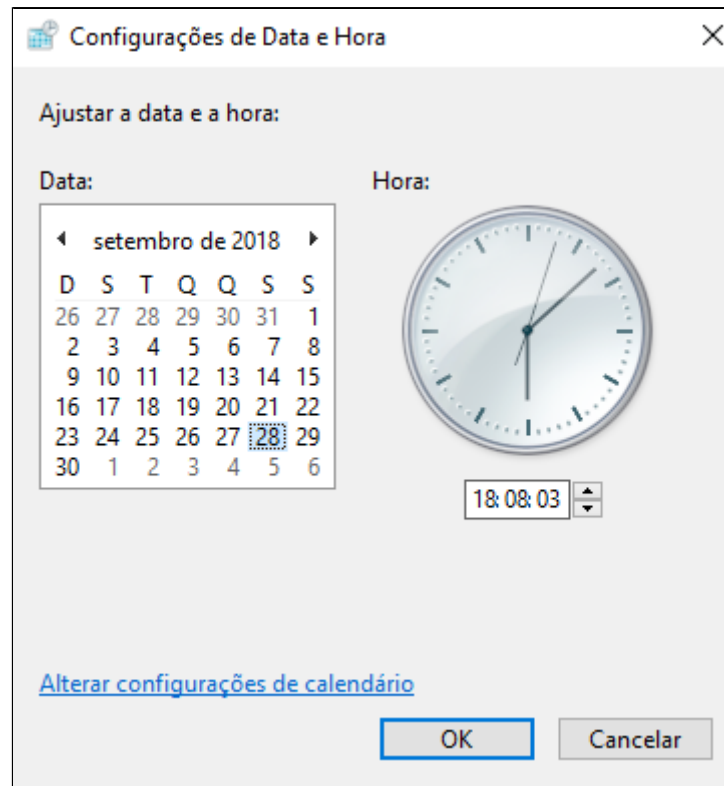 Configurações de Data e Hora
Ajustar a data e a hora:
Data:
Hora:
setembro de 2018
D S T Q Q S S
26 27 28 29 30 31 1
2 3 4 5 6 7 8
9 10 11 12 13 14 15
16 17 18 19 20 21 22
23 24 25 26 27 28 29
30 1 2 3 4 5 6
18:08:03
Alterar configurações de calendário
OK
Cancelar